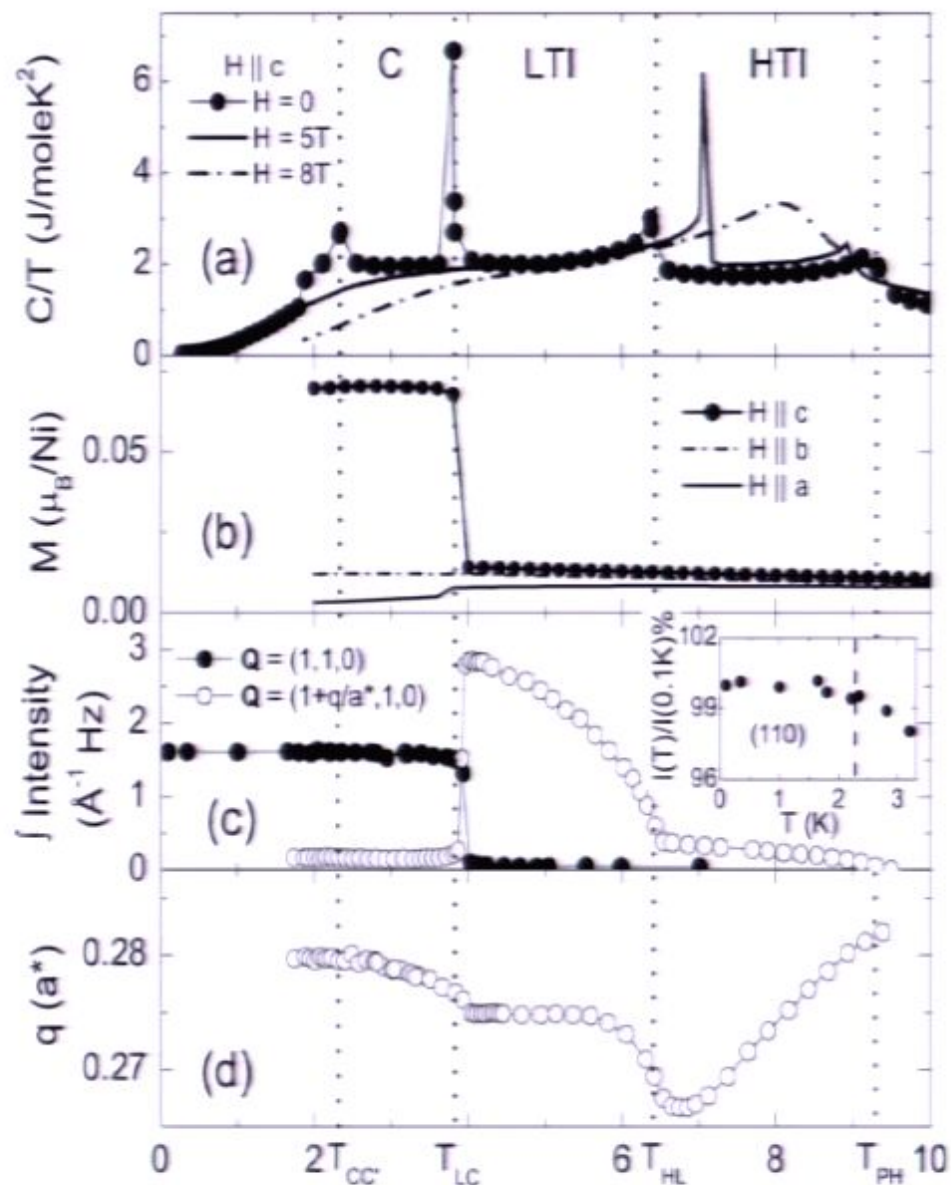 C LTI HTI
H || c
H = 0
H = 5T
H = 8T
6
4
2
0
C/T (J/moleK²)
(a)
H || c
H || b
H || a
0.05
0.00
M (μ_B/Ni)
(b)
Q = (1,1,0)
Q = (1+q/a*,1,0)
3
2
1
0
∫ Intensity
(Å⁻¹ Hz)
(c)
102
99
96
I(T)/I(0.1K)%
(110)
0 1 2 3
T (K)
0.28
0.27
q (a*)
(d)
0 2 T_CC' T_LC 6 T_HL 8 T_PH 10